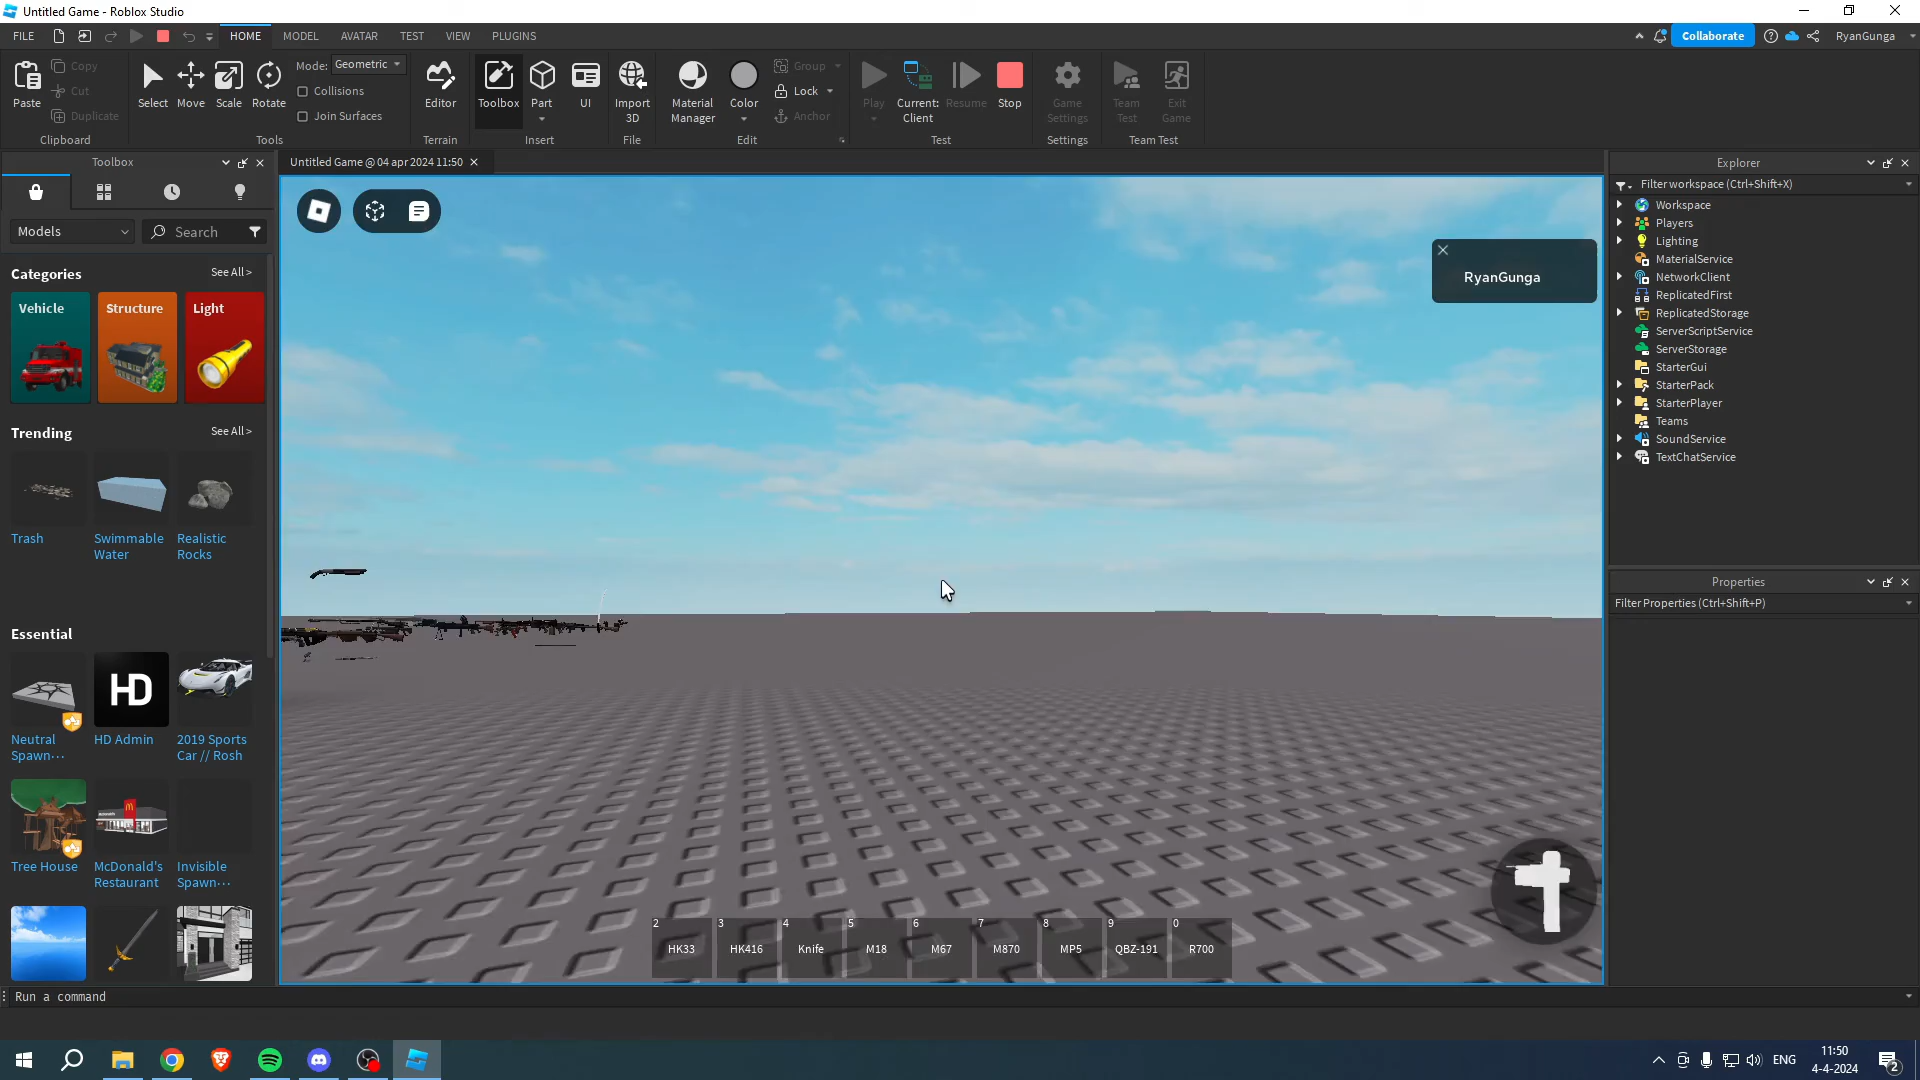 Untitled Game - Roblox Studio
FILE
HOME
MODEL
AVATAR
TEST
VIEW
PLUGINS
Collaborate
RyanGunga
Paste
Copy
Cut
Duplicate
Clipboard
Select
Move
Scale
Rotate
Mode:
Geometric
Collisions
Join Surfaces
Tools
Editor
Terrain
Toolbox
Part
UI
Insert
Import
3D
File
Material
Manager
Color
Group
Lock
Anchor
Edit
Play
Current:
Client
Resume
Stop
Test
Game
Settings
Settings
Team
Test
Exit
Game
Team Test
Toolbox
Models
Search
Categories
See All >
Vehicle
Structure
Light
Trending
See All >
Trash
Swimmable
Water
Realistic
Rocks
Essential
HD
Neutral
Spawn...
HD Admin
2019 Sports
Car // Rosh
Tree House
McDonald's
Restaurant
Invisible
Spawn...
Untitled Game @ 04 apr 2024 11:50
RyanGunga
2
HK33
3
HK416
4
Knife
5
M18
6
M67
7
M870
8
MP5
9
QBZ-191
0
R700
Explorer
Filter workspace (Ctrl+Shift+X)
Workspace
Players
Lighting
MaterialService
NetworkClient
ReplicatedFirst
ReplicatedStorage
ServerScriptService
ServerStorage
StarterGui
StarterPack
StarterPlayer
Teams
SoundService
TextChatService
Properties
Filter Properties (Ctrl+Shift+P)
Run a command
ENG
11:50
4-4-2024
2